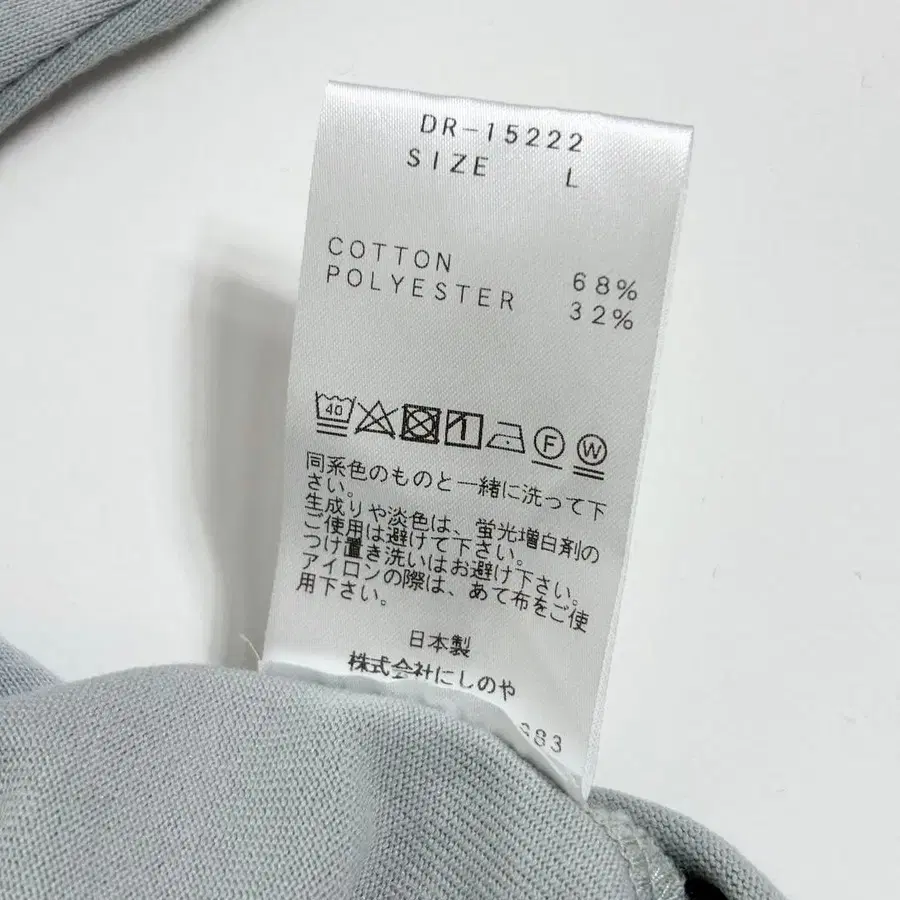 DR-15222
SIZE L
COTTON 68%
POLYESTER 32%
40 F W
同系色のものと一緒に洗って下
さい。
生成りや淡色は、蛍光増白剤の
ご使用は避けて下さい。
つけ置き洗いはお避け下さい。
アイロンの際は、あて布をご使
用下さい。
日本製
株式会社にしのや
683